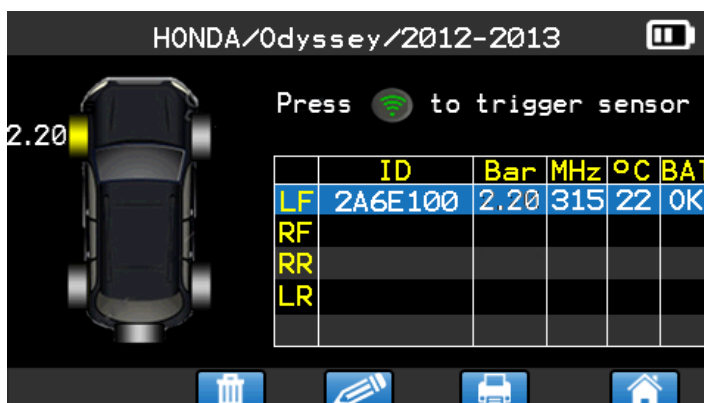 HONDA/Odyssey/2012-2013
Press to trigger sensor
2.20
ID Bar MHz ºC BAT
LF 2A6E100 2.20 315 22 OK
RF
RR
LR